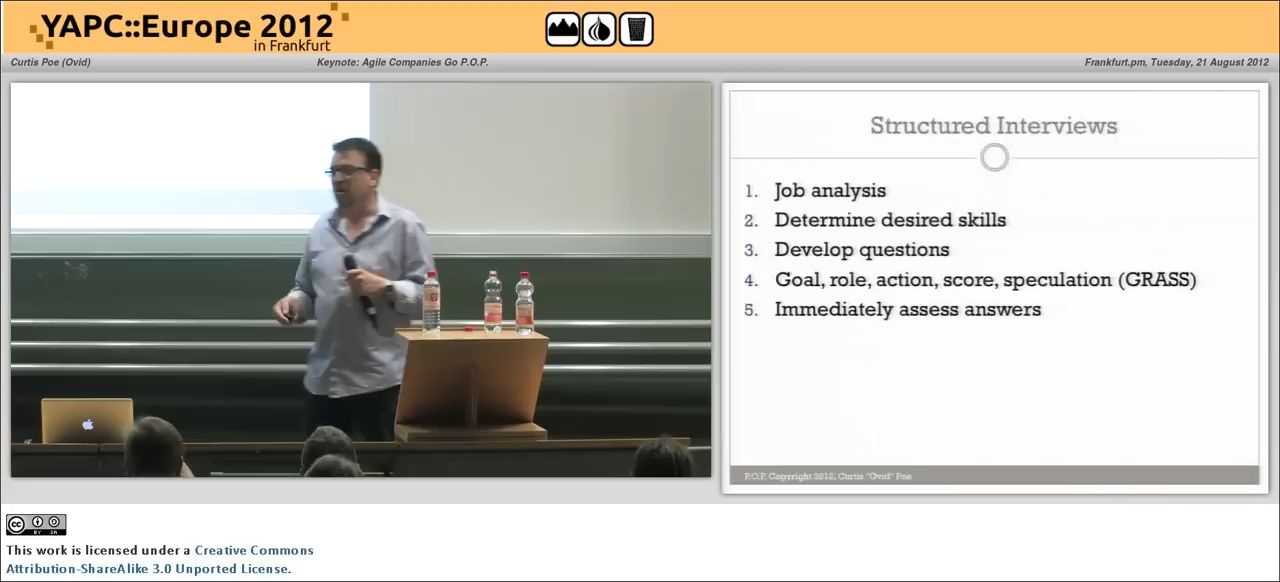 YAPC::Europe 2012
in Frankfurt
Curtis Poe (Ovid)
Keynote: Agile Companies Go P.O.P.
Frankfurt.pm, Tuesday, 21 August 2012
Structured Interviews
1. Job analysis
2. Determine desired skills
3. Develop questions
4. Goal, role, action, score, speculation (GRASS)
5. Immediately assess answers
P.O.P. Copyright 2012, Curtis "Ovid" Poe
cc
BY SA
This work is licensed under a Creative Commons
Attribution-ShareAlike 3.0 Unported License.